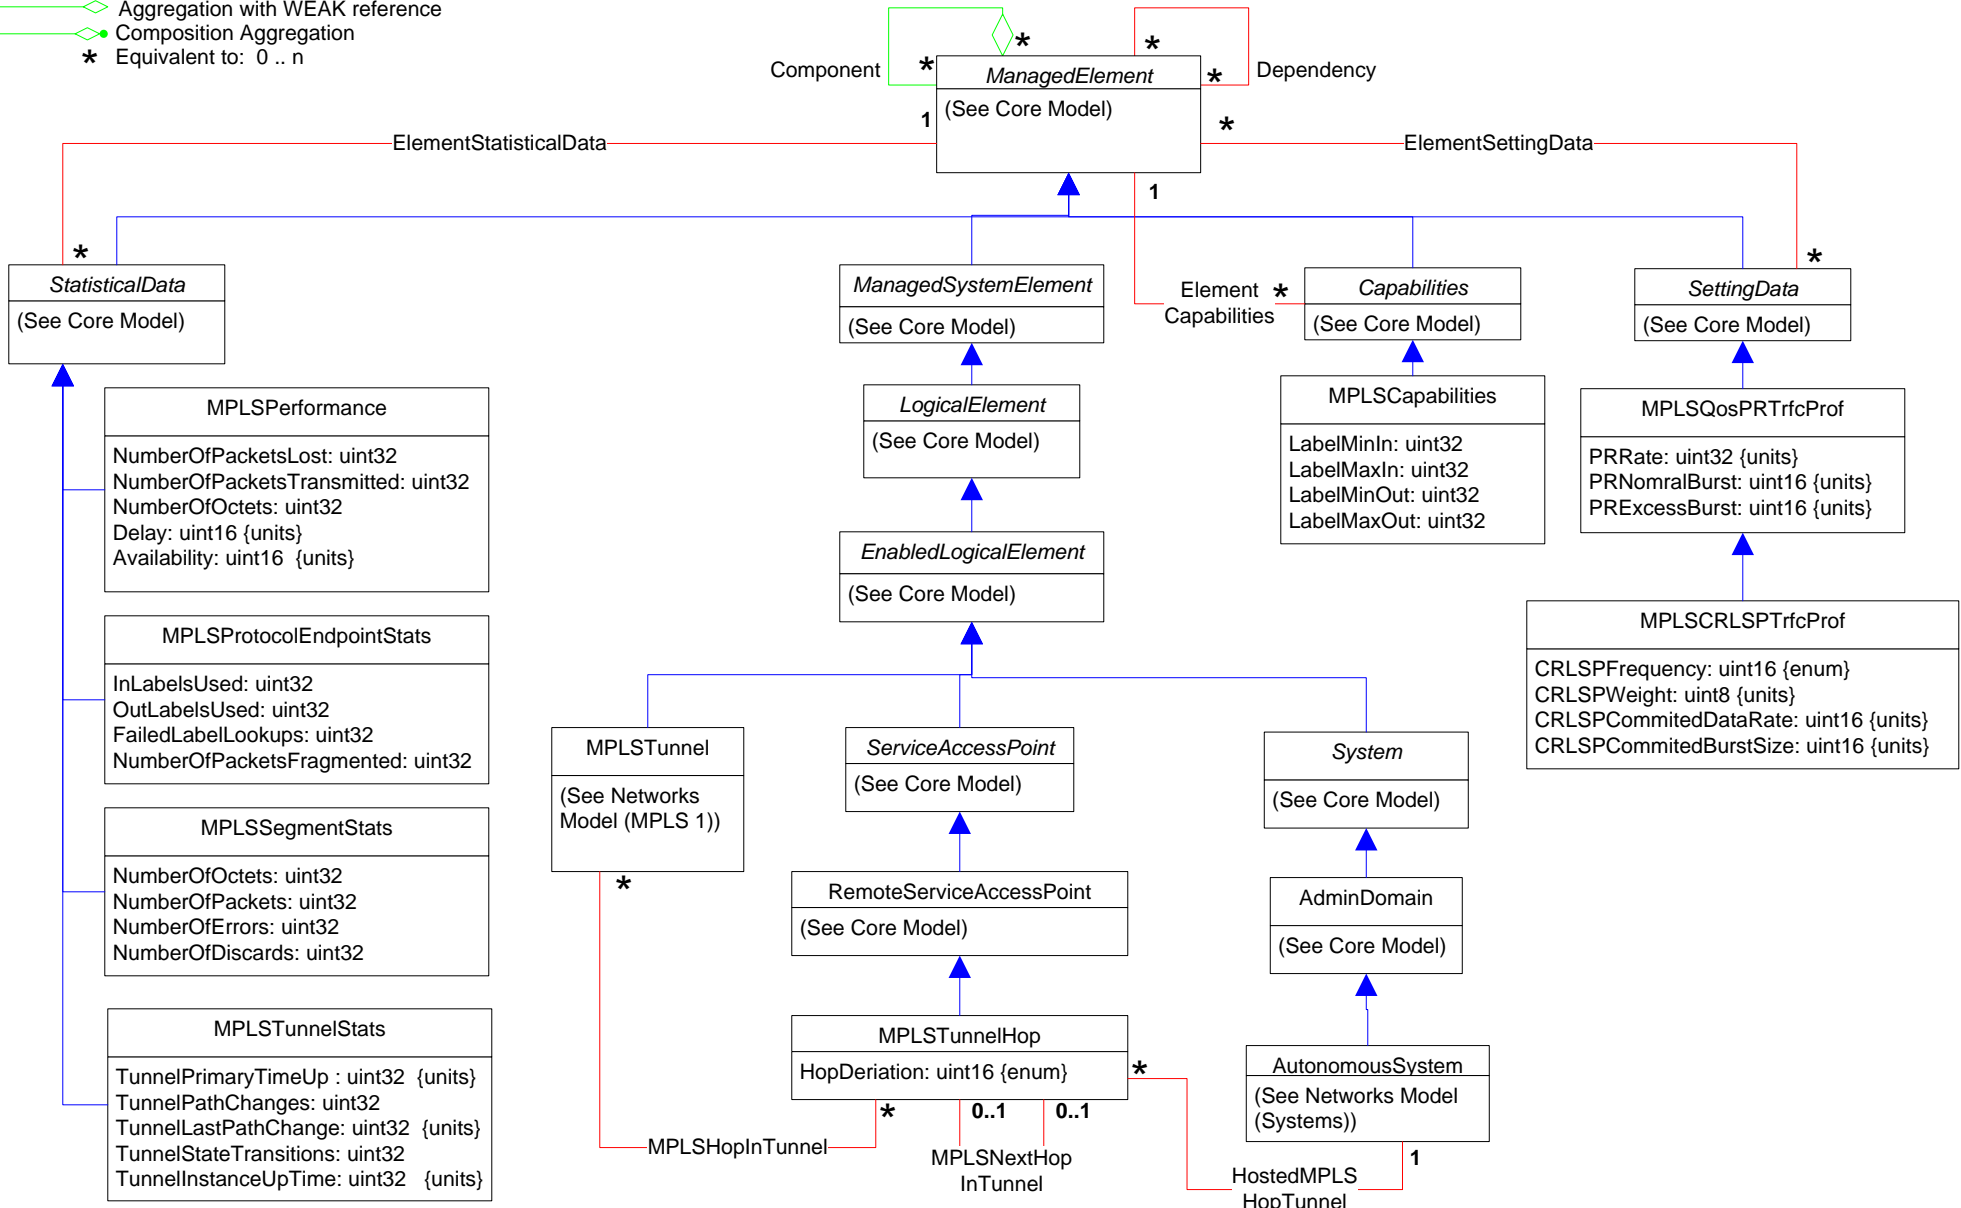 Aggregation with WEAK reference
Composition Aggregation
* Equivalent to: 0 .. n
Component
*
*
*
*
Dependency
ManagedElement
(See Core Model)
1
*
ElementStatisticalData
ElementSettingData
1
*
*
StatisticalData
(See Core Model)
ManagedSystemElement
(See Core Model)
Element
Capabilities
*
Capabilities
(See Core Model)
SettingData
(See Core Model)
MPLSPerformance
NumberOfPacketsLost: uint32
NumberOfPacketsTransmitted: uint32
NumberOfOctets: uint32
Delay: uint16 {units}
Availability: uint16 {units}
LogicalElement
(See Core Model)
MPLSCapabilities
LabelMinIn: uint32
LabelMaxIn: uint32
LabelMinOut: uint32
LabelMaxOut: uint32
MPLSQosPRTrfcProf
PRRate: uint32 {units}
PRNomralBurst: uint16 {units}
PRExcessBurst: uint16 {units}
EnabledLogicalElement
(See Core Model)
MPLSProtocolEndpointStats
InLabelsUsed: uint32
OutLabelsUsed: uint32
FailedLabelLookups: uint32
NumberOfPacketsFragmented: uint32
MPLSCRLSPTrfcProf
CRLSPFrequency: uint16 {enum}
CRLSPWeight: uint8 {units}
CRLSPCommitedDataRate: uint16 {units}
CRLSPCommitedBurstSize: uint16 {units}
MPLSTunnel
(See Networks
Model (MPLS 1))
*
ServiceAccessPoint
(See Core Model)
System
(See Core Model)
MPLSSegmentStats
NumberOfOctets: uint32
NumberOfPackets: uint32
NumberOfErrors: uint32
NumberOfDiscards: uint32
RemoteServiceAccessPoint
(See Core Model)
AdminDomain
(See Core Model)
MPLSTunnelStats
TunnelPrimaryTimeUp : uint32 {units}
TunnelPathChanges: uint32
TunnelLastPathChange: uint32 {units}
TunnelStateTransitions: uint32
TunnelInstanceUpTime: uint32 {units}
MPLSTunnelHop
HopDeriation: uint16 {enum}
*
AutonomousSystem
(See Networks Model
(Systems))
*
0..1
0..1
MPLSHopInTunnel
MPLSNextHop
InTunnel
1
HostedMPLS
HopTunnel